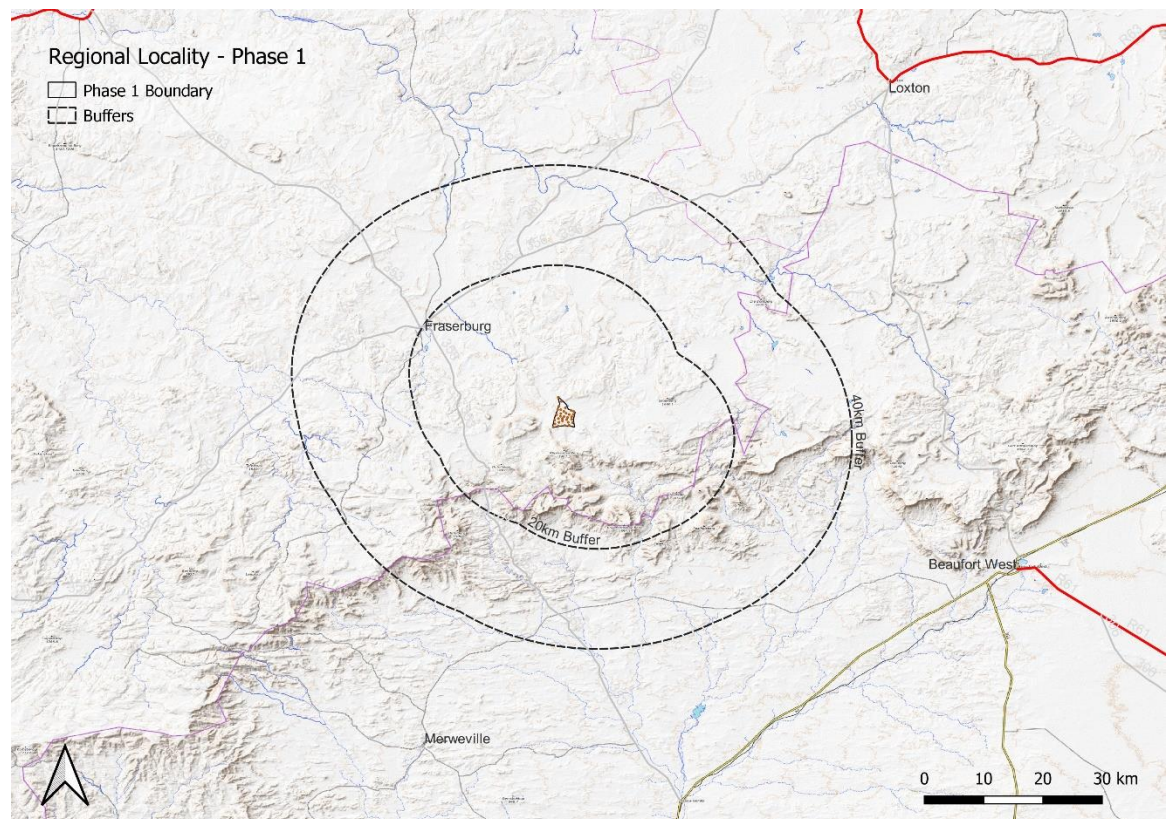 Regional Locality - Phase 1
Phase 1 Boundary
Buffers
Loxton
Fraserburg
40km Buffer
20km Buffer
Beaufort West
Merweville
0 10 20 30 km